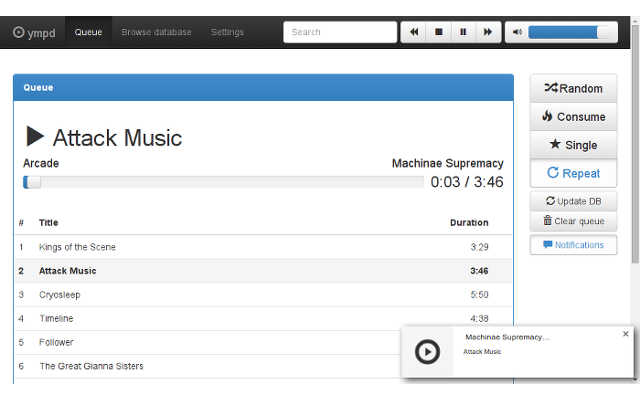 ympd Queue Browse database Settings Search
Queue
Attack Music
Arcade Machinae Supremacy
0:03 / 3:46
# Title Duration
1 Kings of the Scene 3:29
2 Attack Music 3:46
3 Cryosleep 5:50
4 Timeline 4:38
5 Follower
6 The Great Gianna Sisters
Random
Consume
Single
Repeat
Update DB
Clear queue
Notifications
Machinae Supremacy...
Attack Music